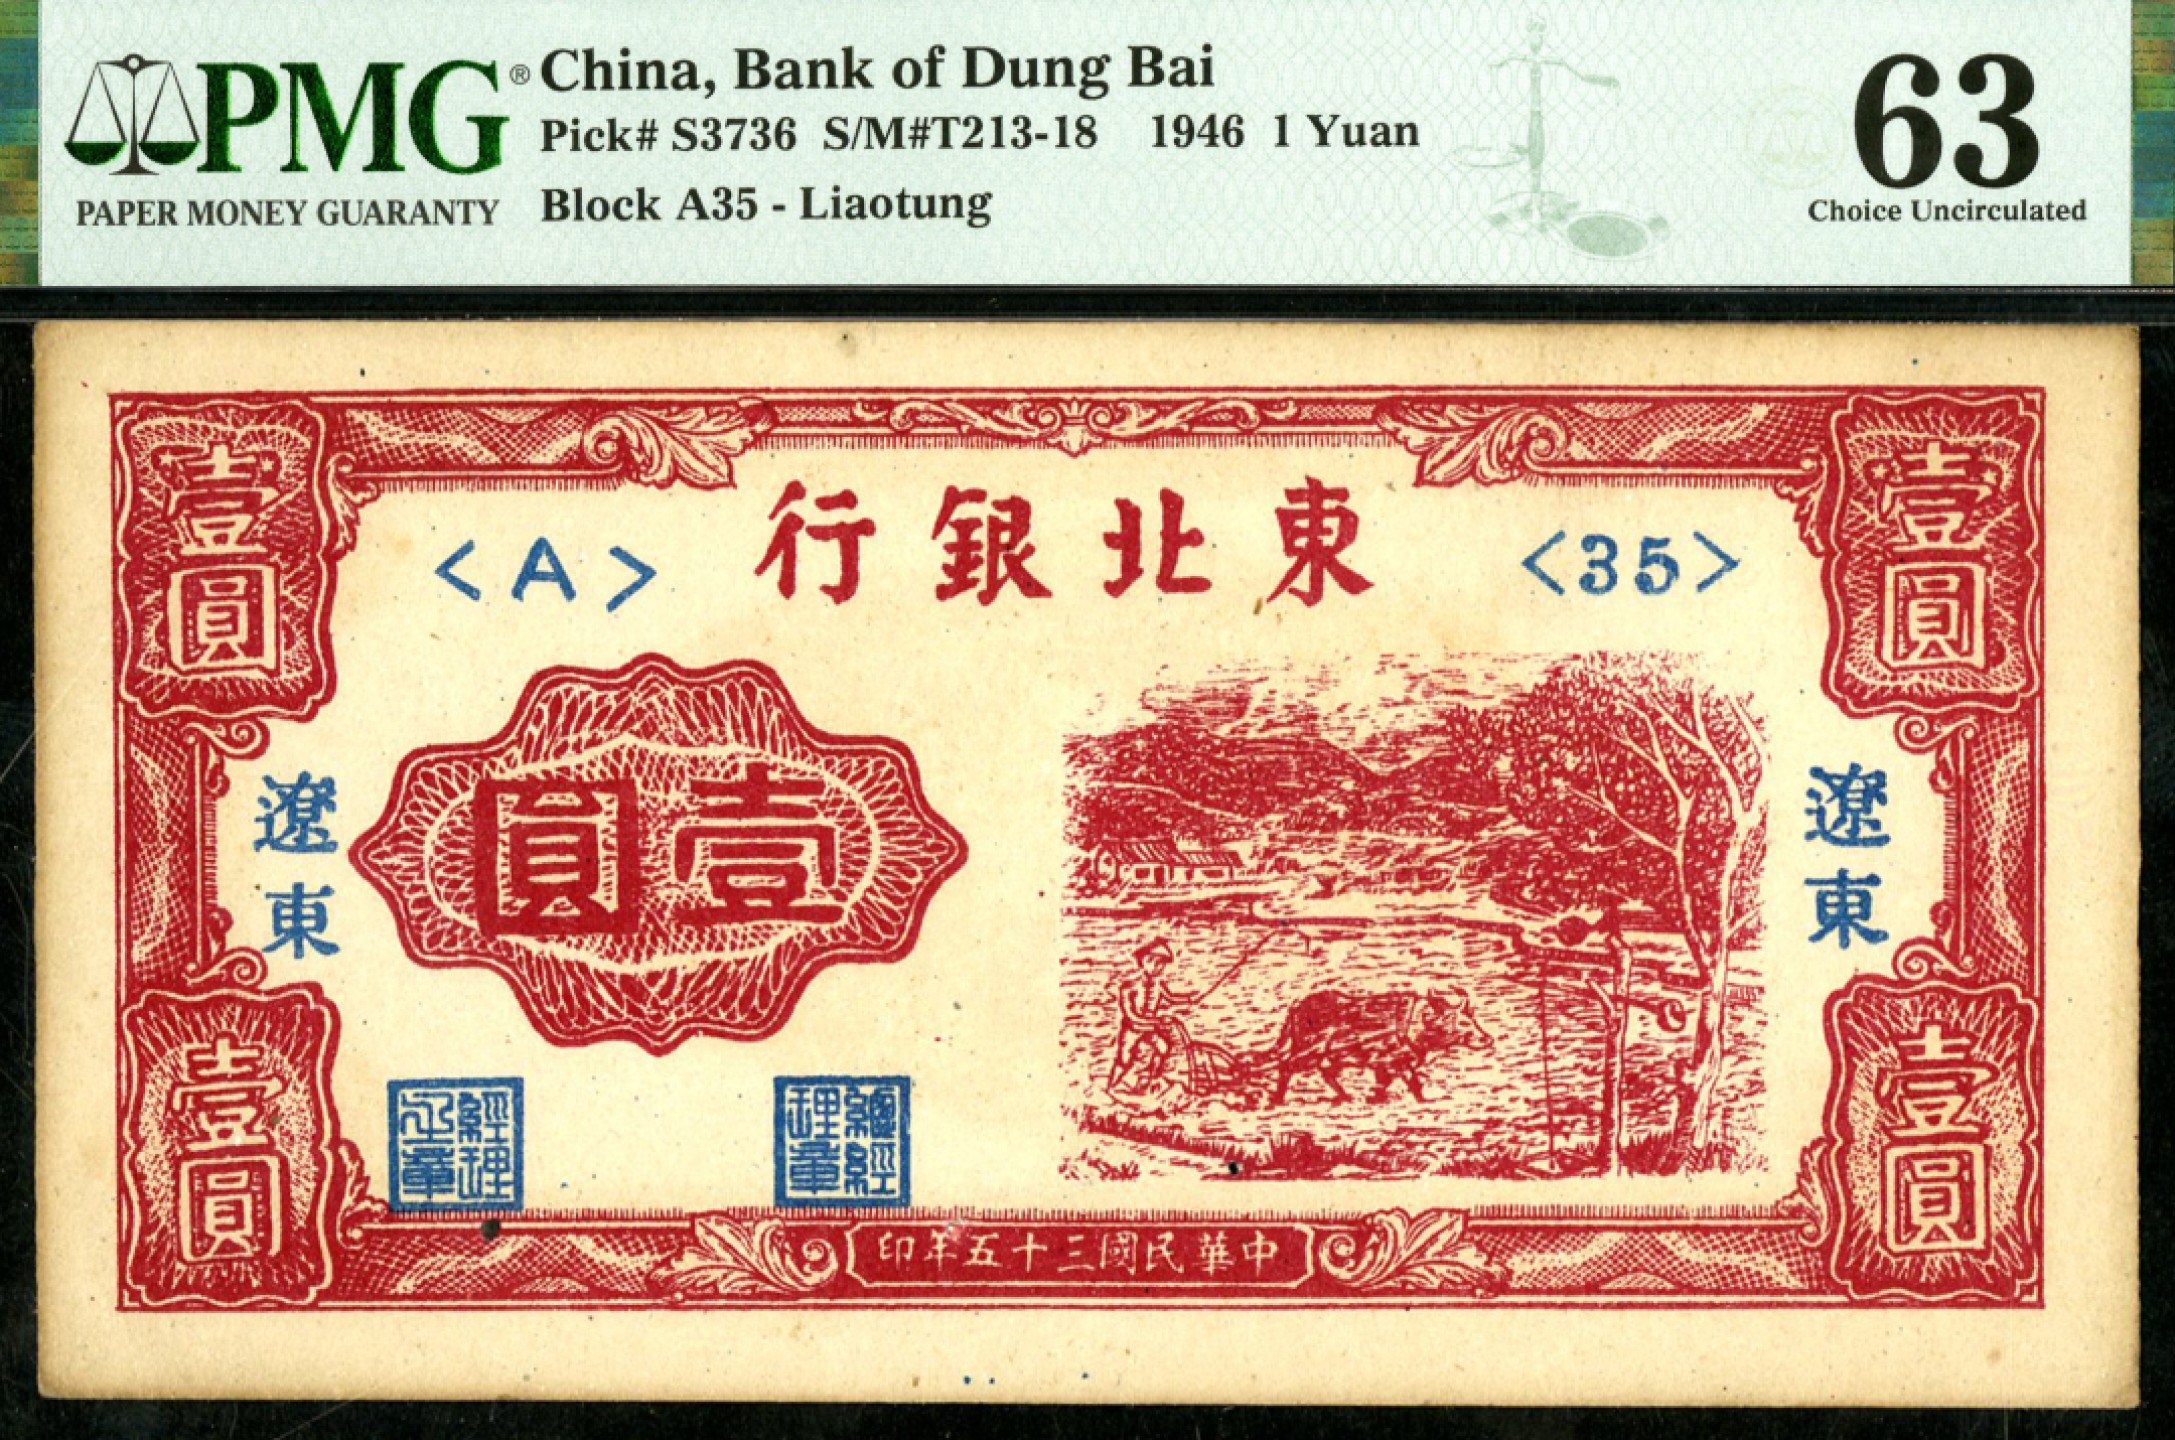 PMG®
PAPER MONEY GUARANTY
China, Bank of Dung Bai
Pick# S3736 S/M#T213-18 1946 1 Yuan
Block A35 - Liaotung
63
Choice Uncirculated
壹圓
壹圓
<A>
行銀北東
<35>
圓壹
遼東
遼東
經理之章
總經理章
壹圓
壹圓
印年五十三國民華中